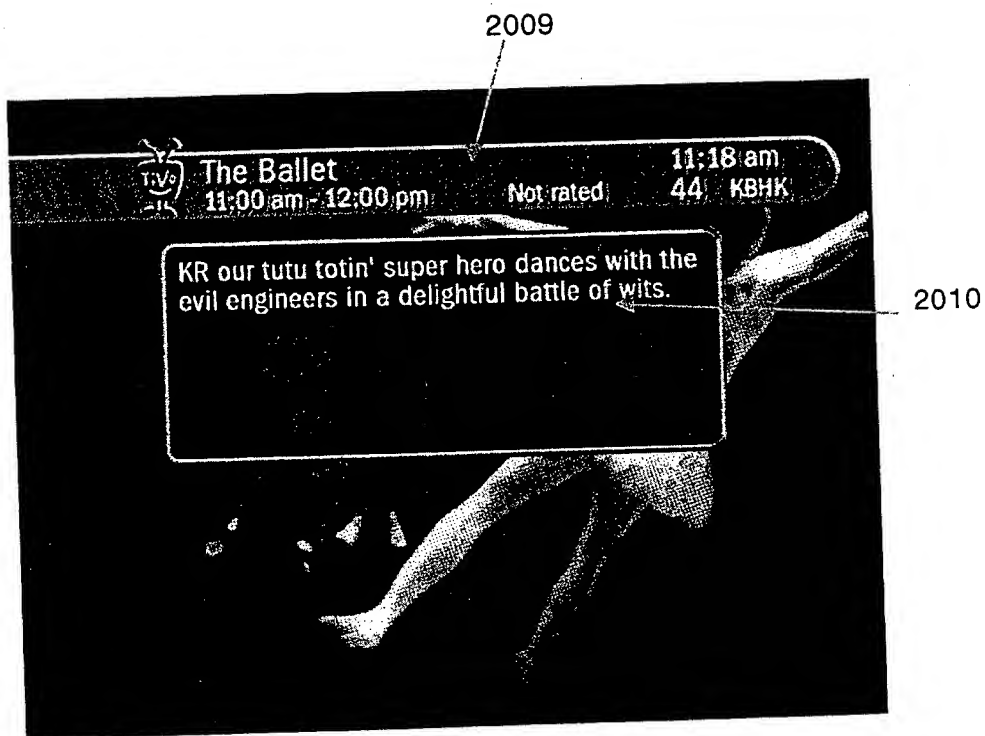 2009
TiVo
The Ballet
11:18 am
11:00 am - 12:00 pm
Not rated
44
KBHK
KR our tutu totin' super hero dances with the
evil engineers in a delightful battle of wits.
2010